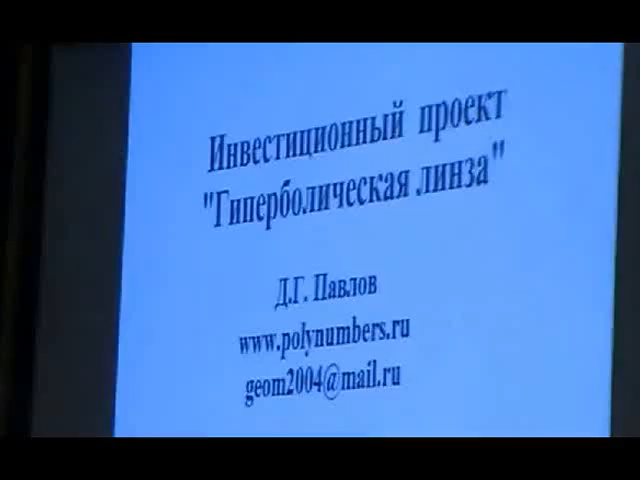 Инвестиционный проект
"Гиперболическая линза"
Д.Г. Павлов
www.polynumbers.ru
geom2004@mail.ru